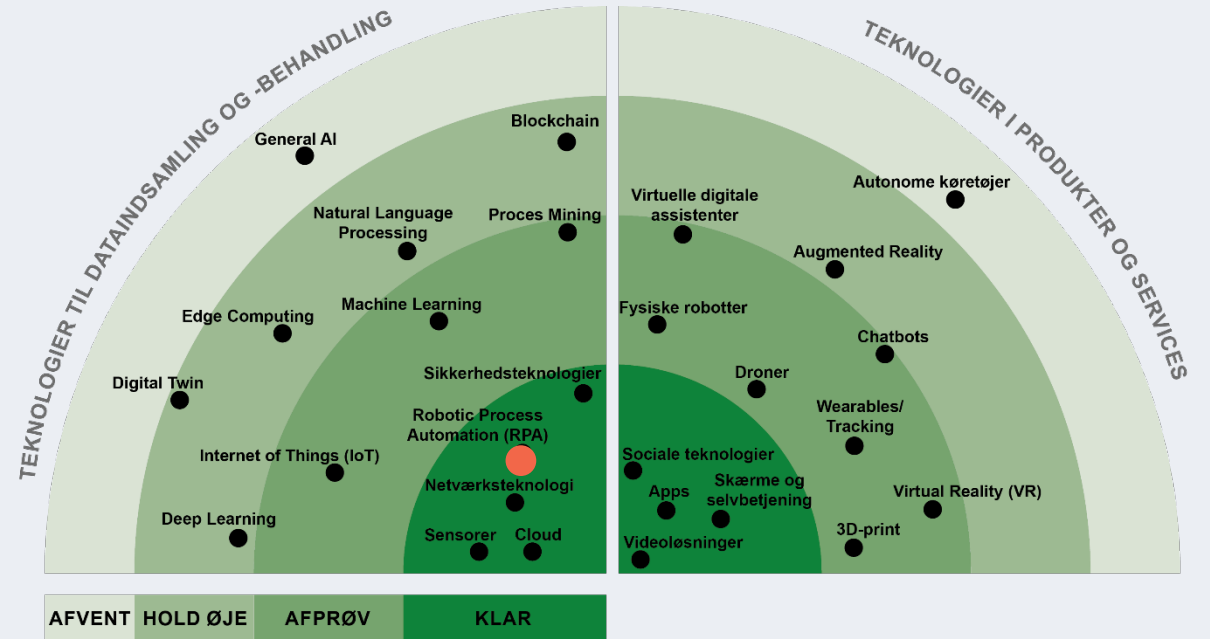 TEKNOLOGIER TIL DATAINDSAMLING OG -BEHANDLING
General AI
Blockchain
Natural Language
Processing
Proces Mining
Edge Computing
Machine Learning
Digital Twin
Sikkerhedsteknologier
Robotic Process
Automation (RPA)
Internet of Things (IoT)
Netværksteknologi
Deep Learning
Sensorer
Cloud
TEKNOLOGIER I PRODUKTER OG SERVICES
Autonome køretøjer
Virtuelle digitale
assistenter
Augmented Reality
Fysiske robotter
Chatbots
Droner
Wearables/
Tracking
Sociale teknologier
Apps
Skærme og
selvbetjening
Virtual Reality (VR)
3D-print
Videoløsninger
AFVENT
HOLD ØJE
AFPRØV
KLAR